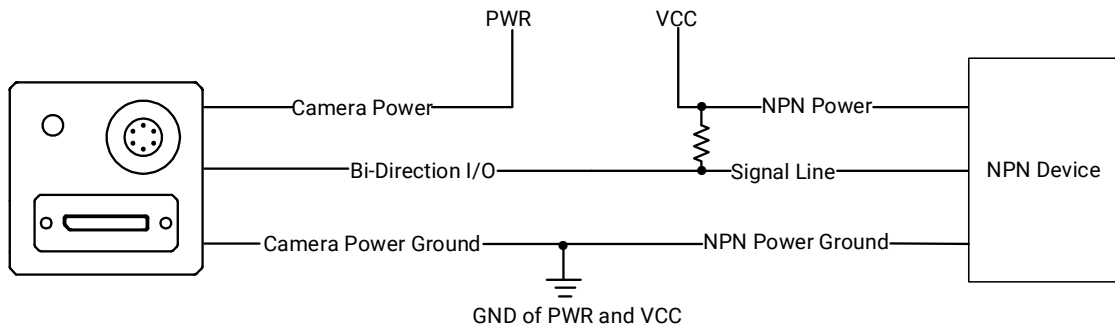 PWR
VCC
Camera Power
NPN Power
Bi-Direction I/O
Signal Line
NPN Device
Camera Power Ground
NPN Power Ground
GND of PWR and VCC